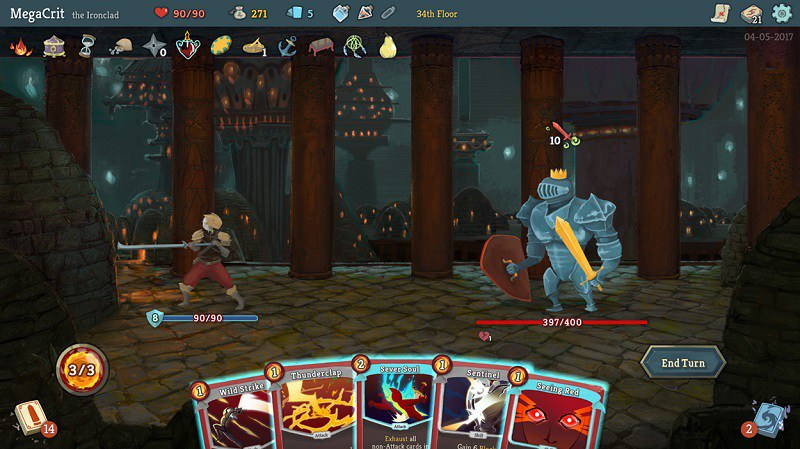 MegaCrit the Ironclad 90/90 271 5 34th Floor 21
0 1
04-05-2017
10
8 90/90
397/400
1
3/3
1 Wild Strike
1 Thunderclap
Attack
2 Sever Soul
Attack
Exhaust all
non-Attack cards in
1 Sentinel
Skill
Gain 6 Block
1 Seeing Red
End Turn
14
2